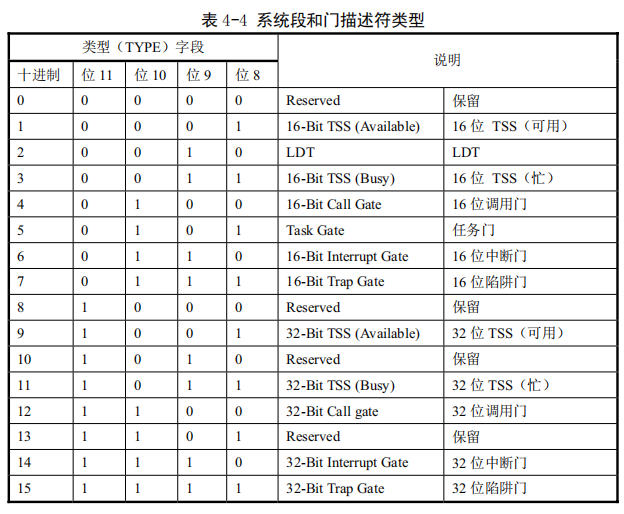 表 4-4 系统段和门描述符类型
类型（TYPE）字段 说明
十进制 位 11 位 10 位 9 位 8
0 0 0 0 0 Reserved 保留
1 0 0 0 1 16-Bit TSS (Available) 16 位 TSS（可用）
2 0 0 1 0 LDT LDT
3 0 0 1 1 16-Bit TSS (Busy) 16 位 TSS（忙）
4 0 1 0 0 16-Bit Call Gate 16 位调用门
5 0 1 0 1 Task Gate 任务门
6 0 1 1 0 16-Bit Interrupt Gate 16 位中断门
7 0 1 1 1 16-Bit Trap Gate 16 位陷阱门
8 1 0 0 0 Reserved 保留
9 1 0 0 1 32-Bit TSS (Available) 32 位 TSS（可用）
10 1 0 1 0 Reserved 保留
11 1 0 1 1 32-Bit TSS (Busy) 32 位 TSS（忙）
12 1 1 0 0 32-Bit Call gate 32 位调用门
13 1 1 0 1 Reserved 保留
14 1 1 1 0 32-Bit Interrupt Gate 32 位中断门
15 1 1 1 1 32-Bit Trap Gate 32 位陷阱门